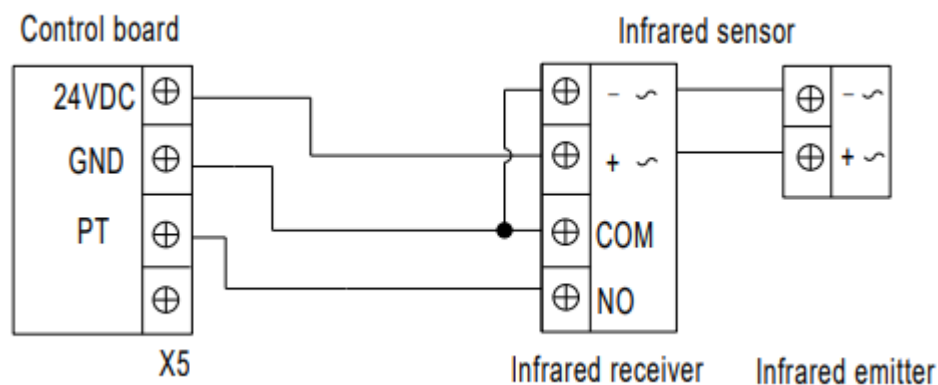 Control board
Infrared sensor
24VDC
GND
PT
X5
- ∽
+ ∽
COM
NO
- ∽
+ ∽
Infrared receiver
Infrared emitter